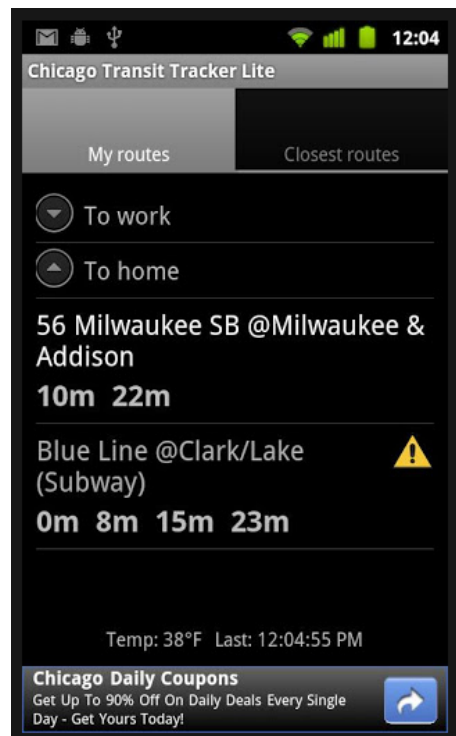 12:04
Chicago Transit Tracker Lite
My routes
Closest routes
To work
To home
56 Milwaukee SB @Milwaukee &
Addison
10m 22m
Blue Line @Clark/Lake
(Subway)
0m 8m 15m 23m
Temp: 38°F Last: 12:04:55 PM
Chicago Daily Coupons
Get Up To 90% Off On Daily Deals Every Single
Day - Get Yours Today!